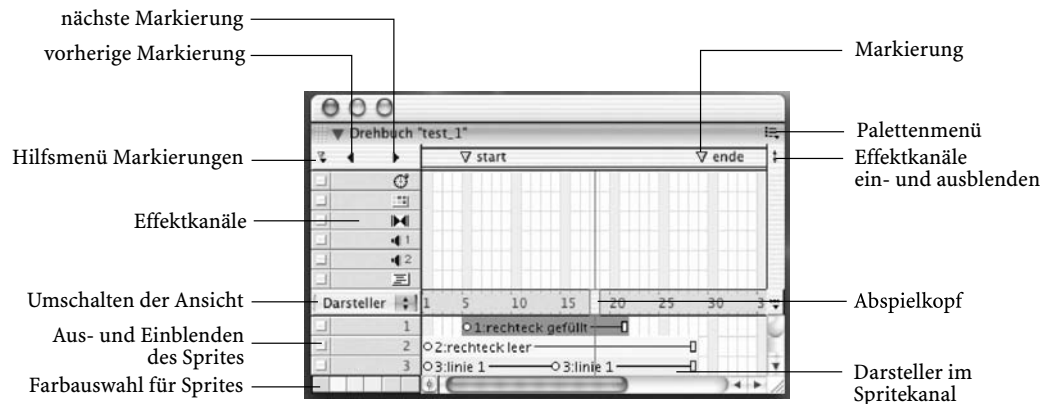 nächste Markierung
vorherige Markierung
Markierung
Drehbuch "test_1"
Palettenmenü
Hilfsmenü Markierungen
start
ende
Effektkanäle
ein- und ausblenden
Effektkanäle
1
2
Umschalten der Ansicht
Darsteller
1 5 10 15 20 25 30 3
Abspielkopf
Aus- und Einblenden
des Sprites
1
1:rechteck gefüllt
2
2:rechteck leer
3
3:linie 1
3:linie 1
Farbauswahl für Sprites
Darsteller im
Spritekanal